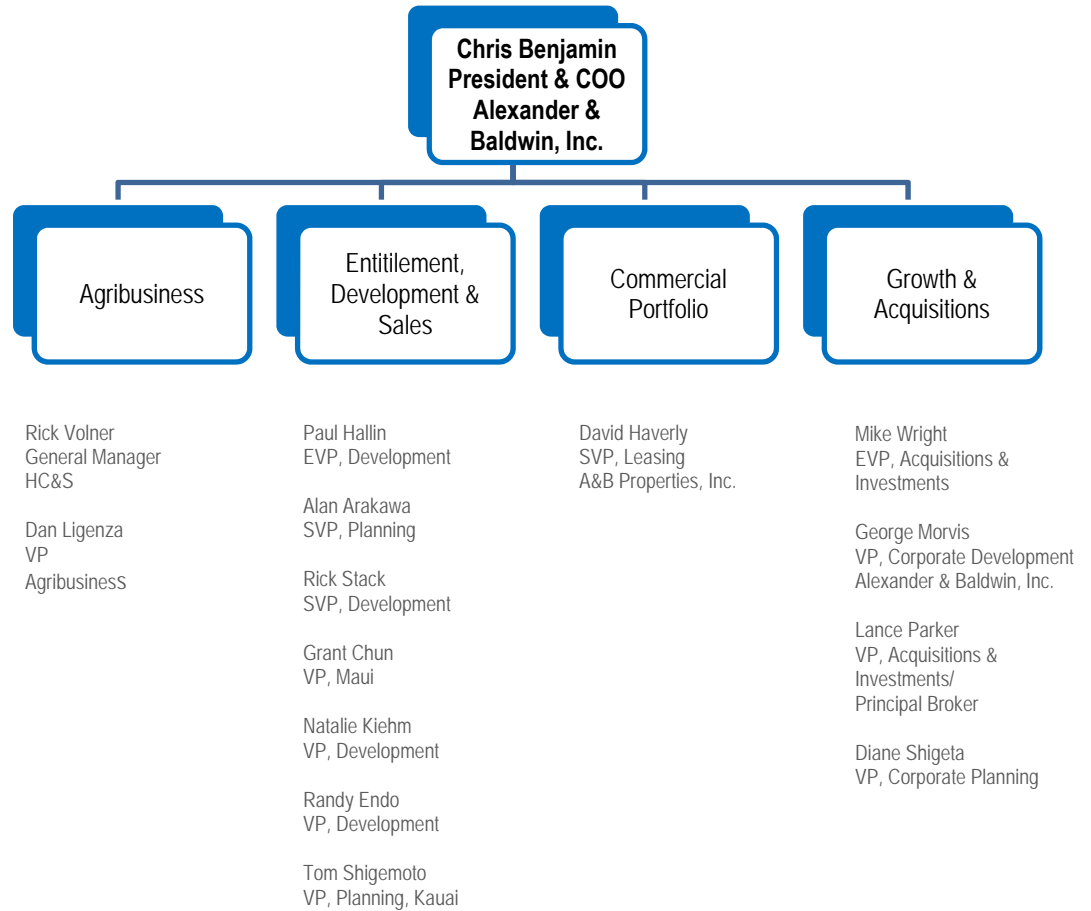 Chris Benjamin
President & COO
Alexander &
Baldwin, Inc.
Agribusiness
Entitilement,
Development &
Sales
Commercial
Portfolio
Growth &
Acquisitions
Rick Volner
General Manager
HC&S
Dan Ligenza
VP
Agribusiness
Paul Hallin
EVP, Development
Alan Arakawa
SVP, Planning
Rick Stack
SVP, Development
Grant Chun
VP, Maui
Natalie Kiehm
VP, Development
Randy Endo
VP, Development
Tom Shigemoto
VP, Planning, Kauai
David Haverly
SVP, Leasing
A&B Properties, Inc.
Mike Wright
EVP, Acquisitions &
Investments
George Morvis
VP, Corporate Development
Alexander & Baldwin, Inc.
Lance Parker
VP, Acquisitions &
Investments/
Principal Broker
Diane Shigeta
VP, Corporate Planning